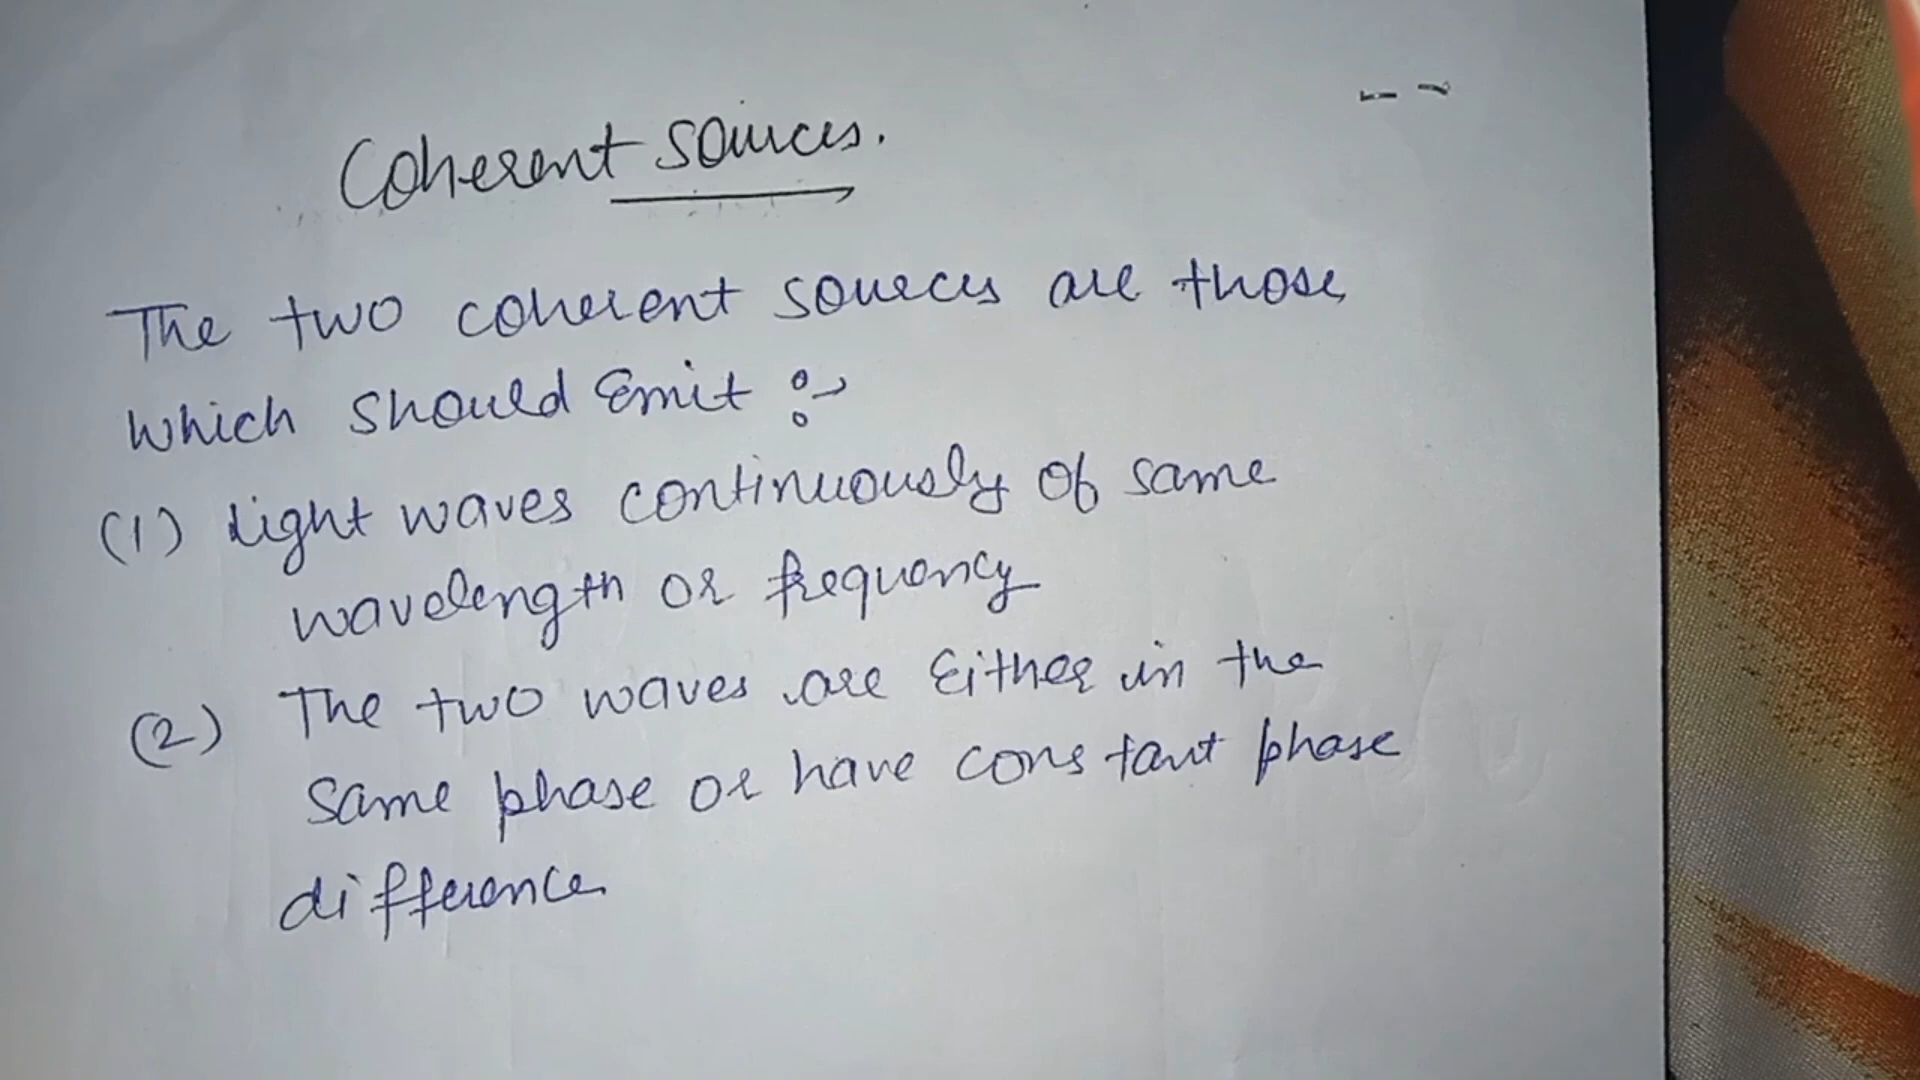 Coherent sources.
The two coherent sources are those
which should Emit :-
(1) Light waves continuously of same
wavelength or frequency
(2) The two waves are Either in the
same phase or have constant phase
difference